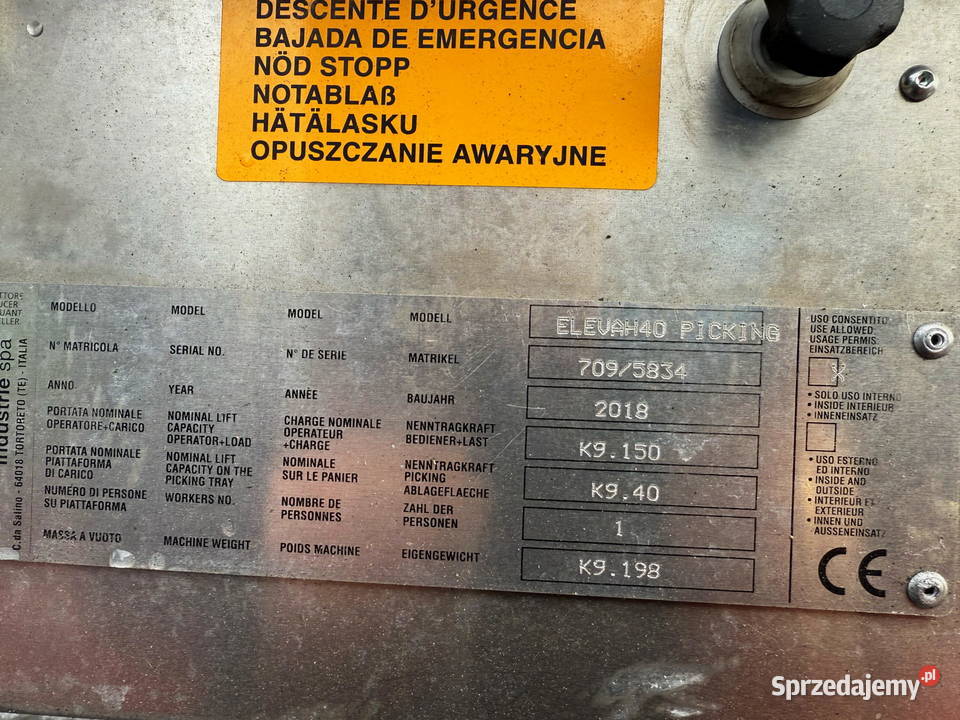 DESCENTE D'URGENCE
BAJADA DE EMERGENCIA
NÖD STOPP
NOTABLAß
HÄTÄLASKU
OPUSZCZANIE AWARYJNE
industrie spa
C.da Salino - 64018 TORTORETO (TE) - ITALIA
MODELLO MODEL MODEL MODELL ELEVAH40 PICKING
N° MATRICOLA SERIAL NO. N° DE SERIE MATRIKEL 709/5834
ANNO YEAR ANNÈE BAUJAHR 2018
PORTATA NOMINALE OPERATORE+CARICO
NOMINAL LIFT CAPACITY OPERATOR+LOAD
CHARGE NOMINALE OPERATEUR +CHARGE
NENNTRAGKRAFT BEDIENER+LAST
K9.150
PORTATA NOMINALE PIATTAFORMA DI CARICO
NOMINAL LIFT CAPACITY ON THE PICKING TRAY
NOMINALE SUR LE PANIER
NENNTRAGKRAFT PICKING ABLAGEFLAECHE
K9.40
NUMERO DI PERSONE SU PIATTAFORMA
WORKERS NO.
NOMBRE DE PERSONNES
ZAHL DER PERSONEN
1
MASSA A VUOTO MACHINE WEIGHT POIDS MACHINE EIGENGEWICHT K9.198
USO CONSENTITO
USE ALLOWED:
USAGE PERMIS:
EINSATZBEREICH
X
• SOLO USO INTERNO
• INSIDE INTERIEUR
• INNENEINSATZ
• USO ESTERNO
ED INTERNO
• INSIDE AND
OUTSIDE
• INTERIEUR ET
EXTERIEUR
• INNEN UND
AUSSENEINSATZ
CE
Sprzedajemy.pl